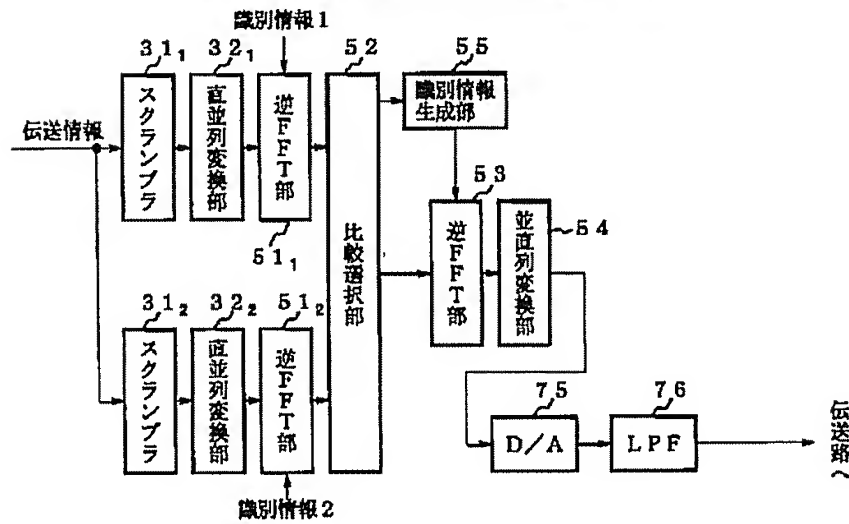 識別情報1
31₁
32₁
52
55
伝送情報
スクランブラ
直並列変換部
逆FFT部
51₁
比較選択部
識別情報
生成部
53
逆FFT部
並直列変換部
54
31₂
32₂
51₂
スクランブラ
直並列変換部
逆FFT部
識別情報2
75
D/A
76
LPF
伝送路へ